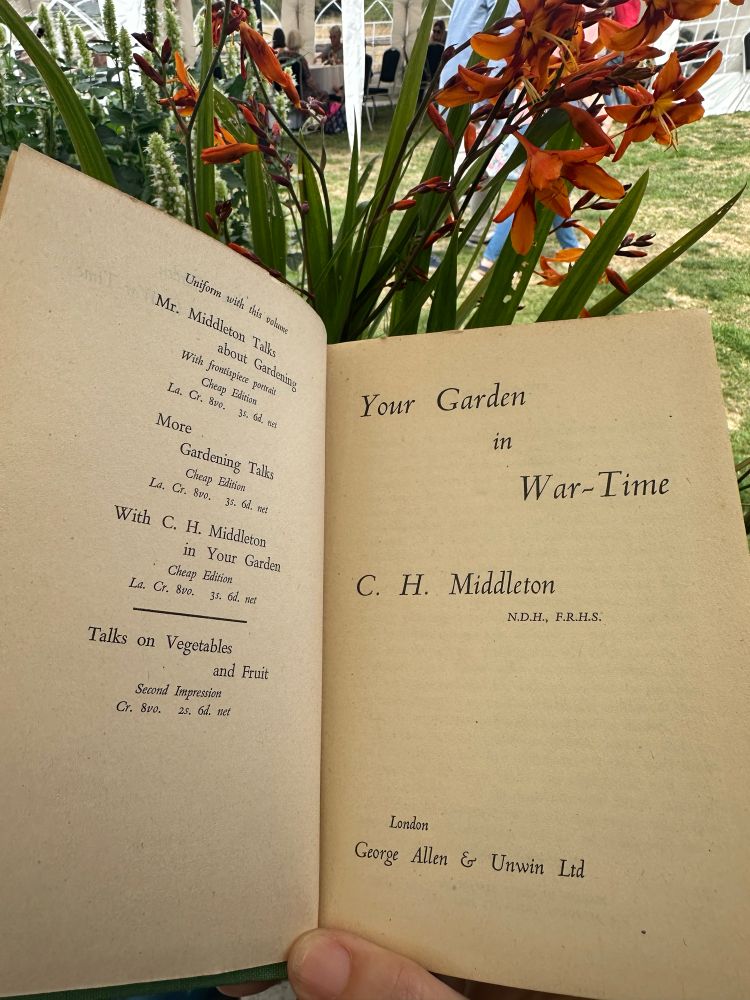 Uniform with this volume
Mr. Middleton Talks
about Gardening
With frontispiece portrait
Cheap Edition
La. Cr. 8vo. 3s. 6d. net
More
Gardening Talks
Cheap Edition
La. Cr. 8vo. 3s. 6d. net
With C. H. Middleton
in Your Garden
Cheap Edition
La. Cr. 8vo. 3s. 6d. net
Talks on Vegetables
and Fruit
Second Impression
Cr. 8vo. 2s. 6d. net
Your Garden
in
War-Time
C. H. Middleton
N.D.H., F.R.H.S.
London
George Allen & Unwin Ltd